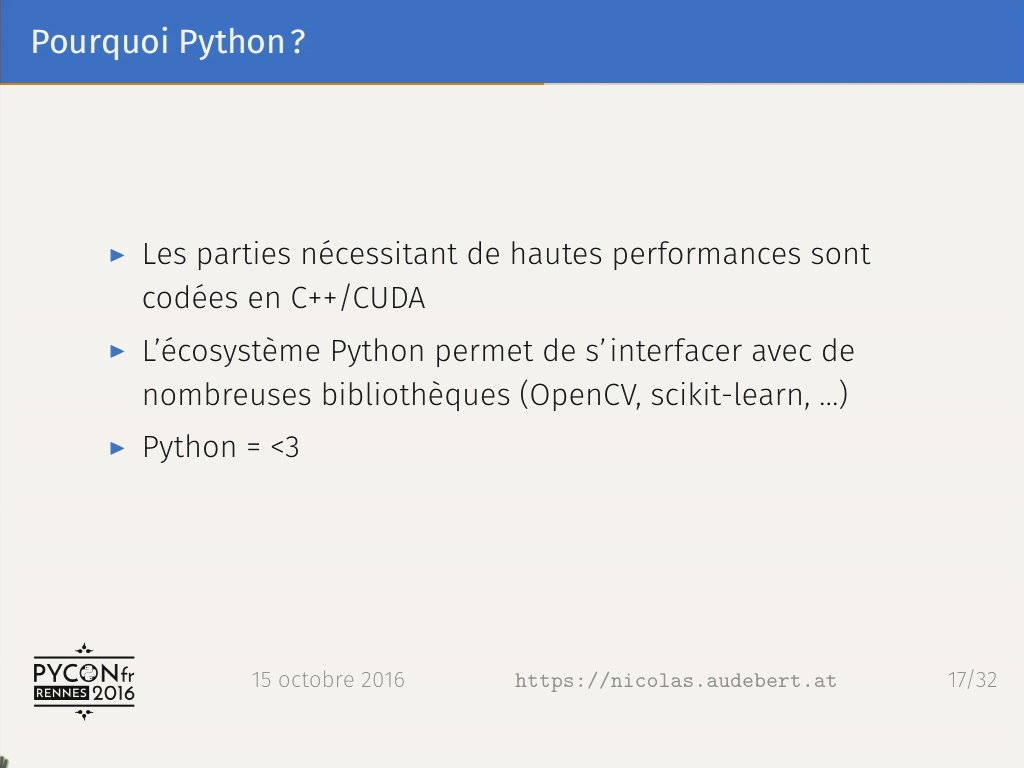 Pourquoi Python ?
Les parties nécessitant de hautes performances sont
codées en C++/CUDA
L’écosystème Python permet de s’interfacer avec de
nombreuses bibliothèques (OpenCV, scikit-learn, ...)
Python = <3
PYCONfr
RENNES 2016
15 octobre 2016
https://nicolas.audebert.at
17/32